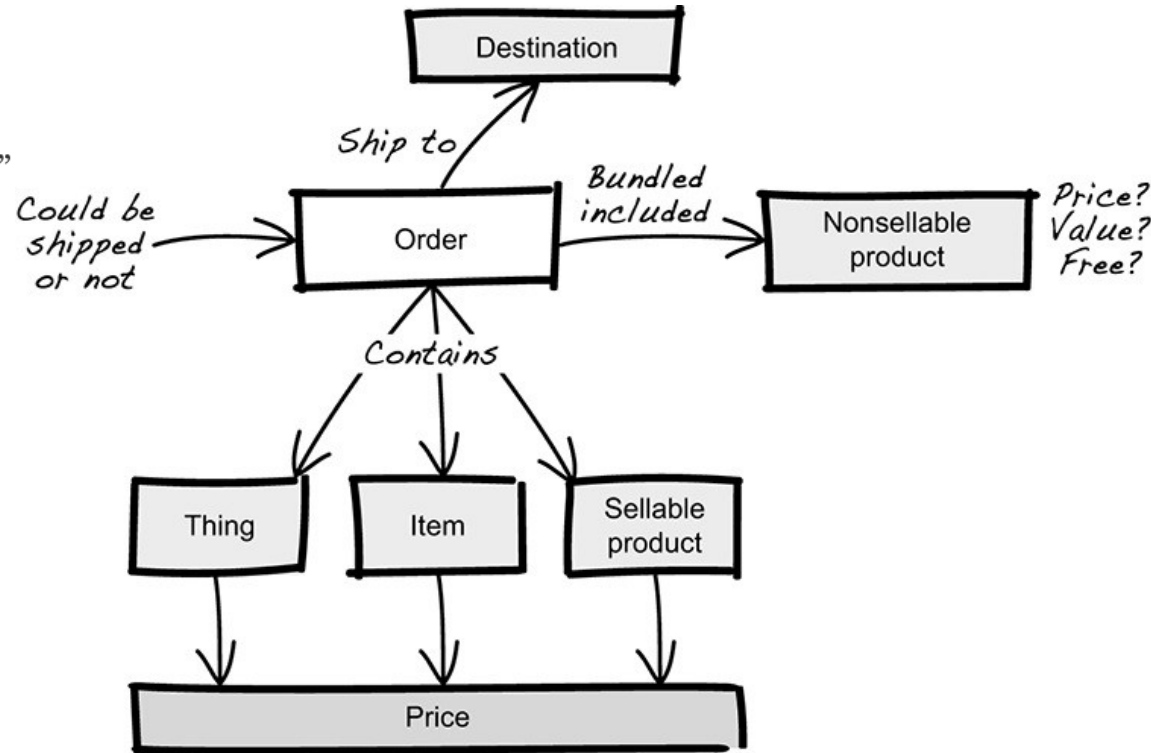 Destination
”
Ship to
Could be
shipped
or not
Order
Bundled
included
Nonsellable
product
Price?
Value?
Free?
Contains
Thing
Item
Sellable
product
Price